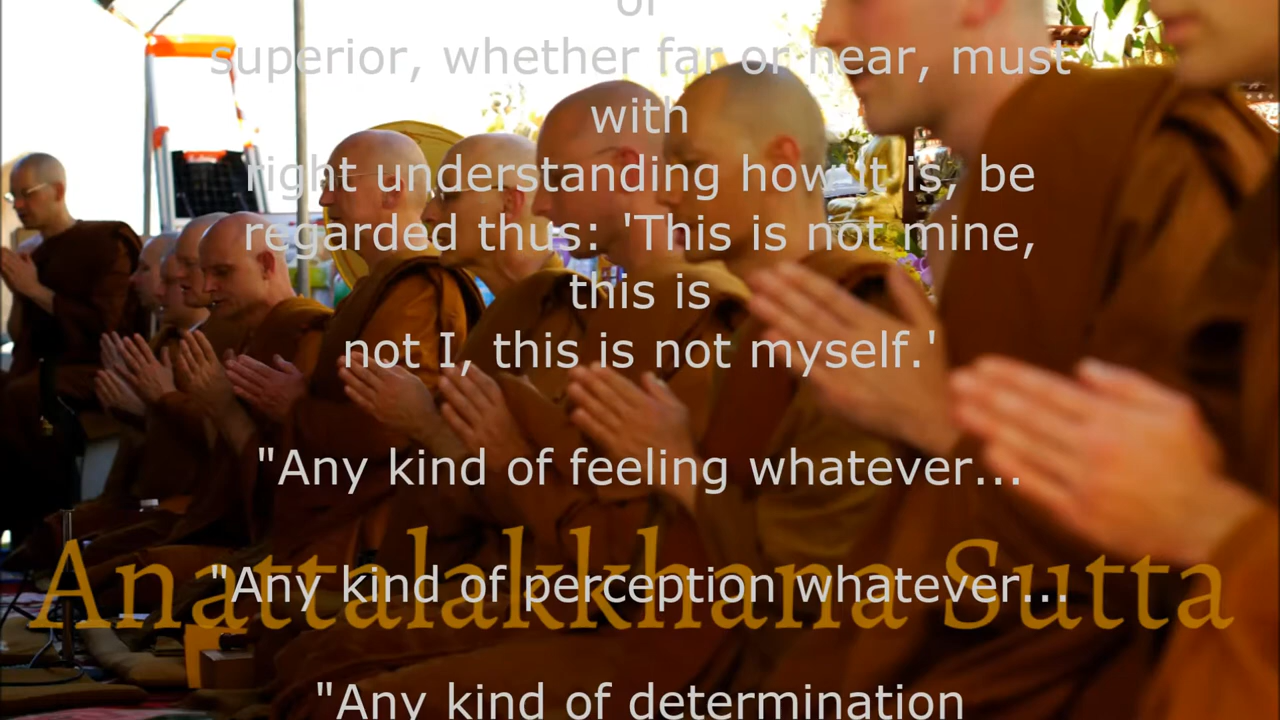 or
superior, whether far or near, must
with
right understanding how it is, be
regarded thus: 'This is not mine,
this is
not I, this is not myself.'
"Any kind of feeling whatever...
"Any kind of perception whatever...
Anattalakkhana Sutta
"Any kind of determination